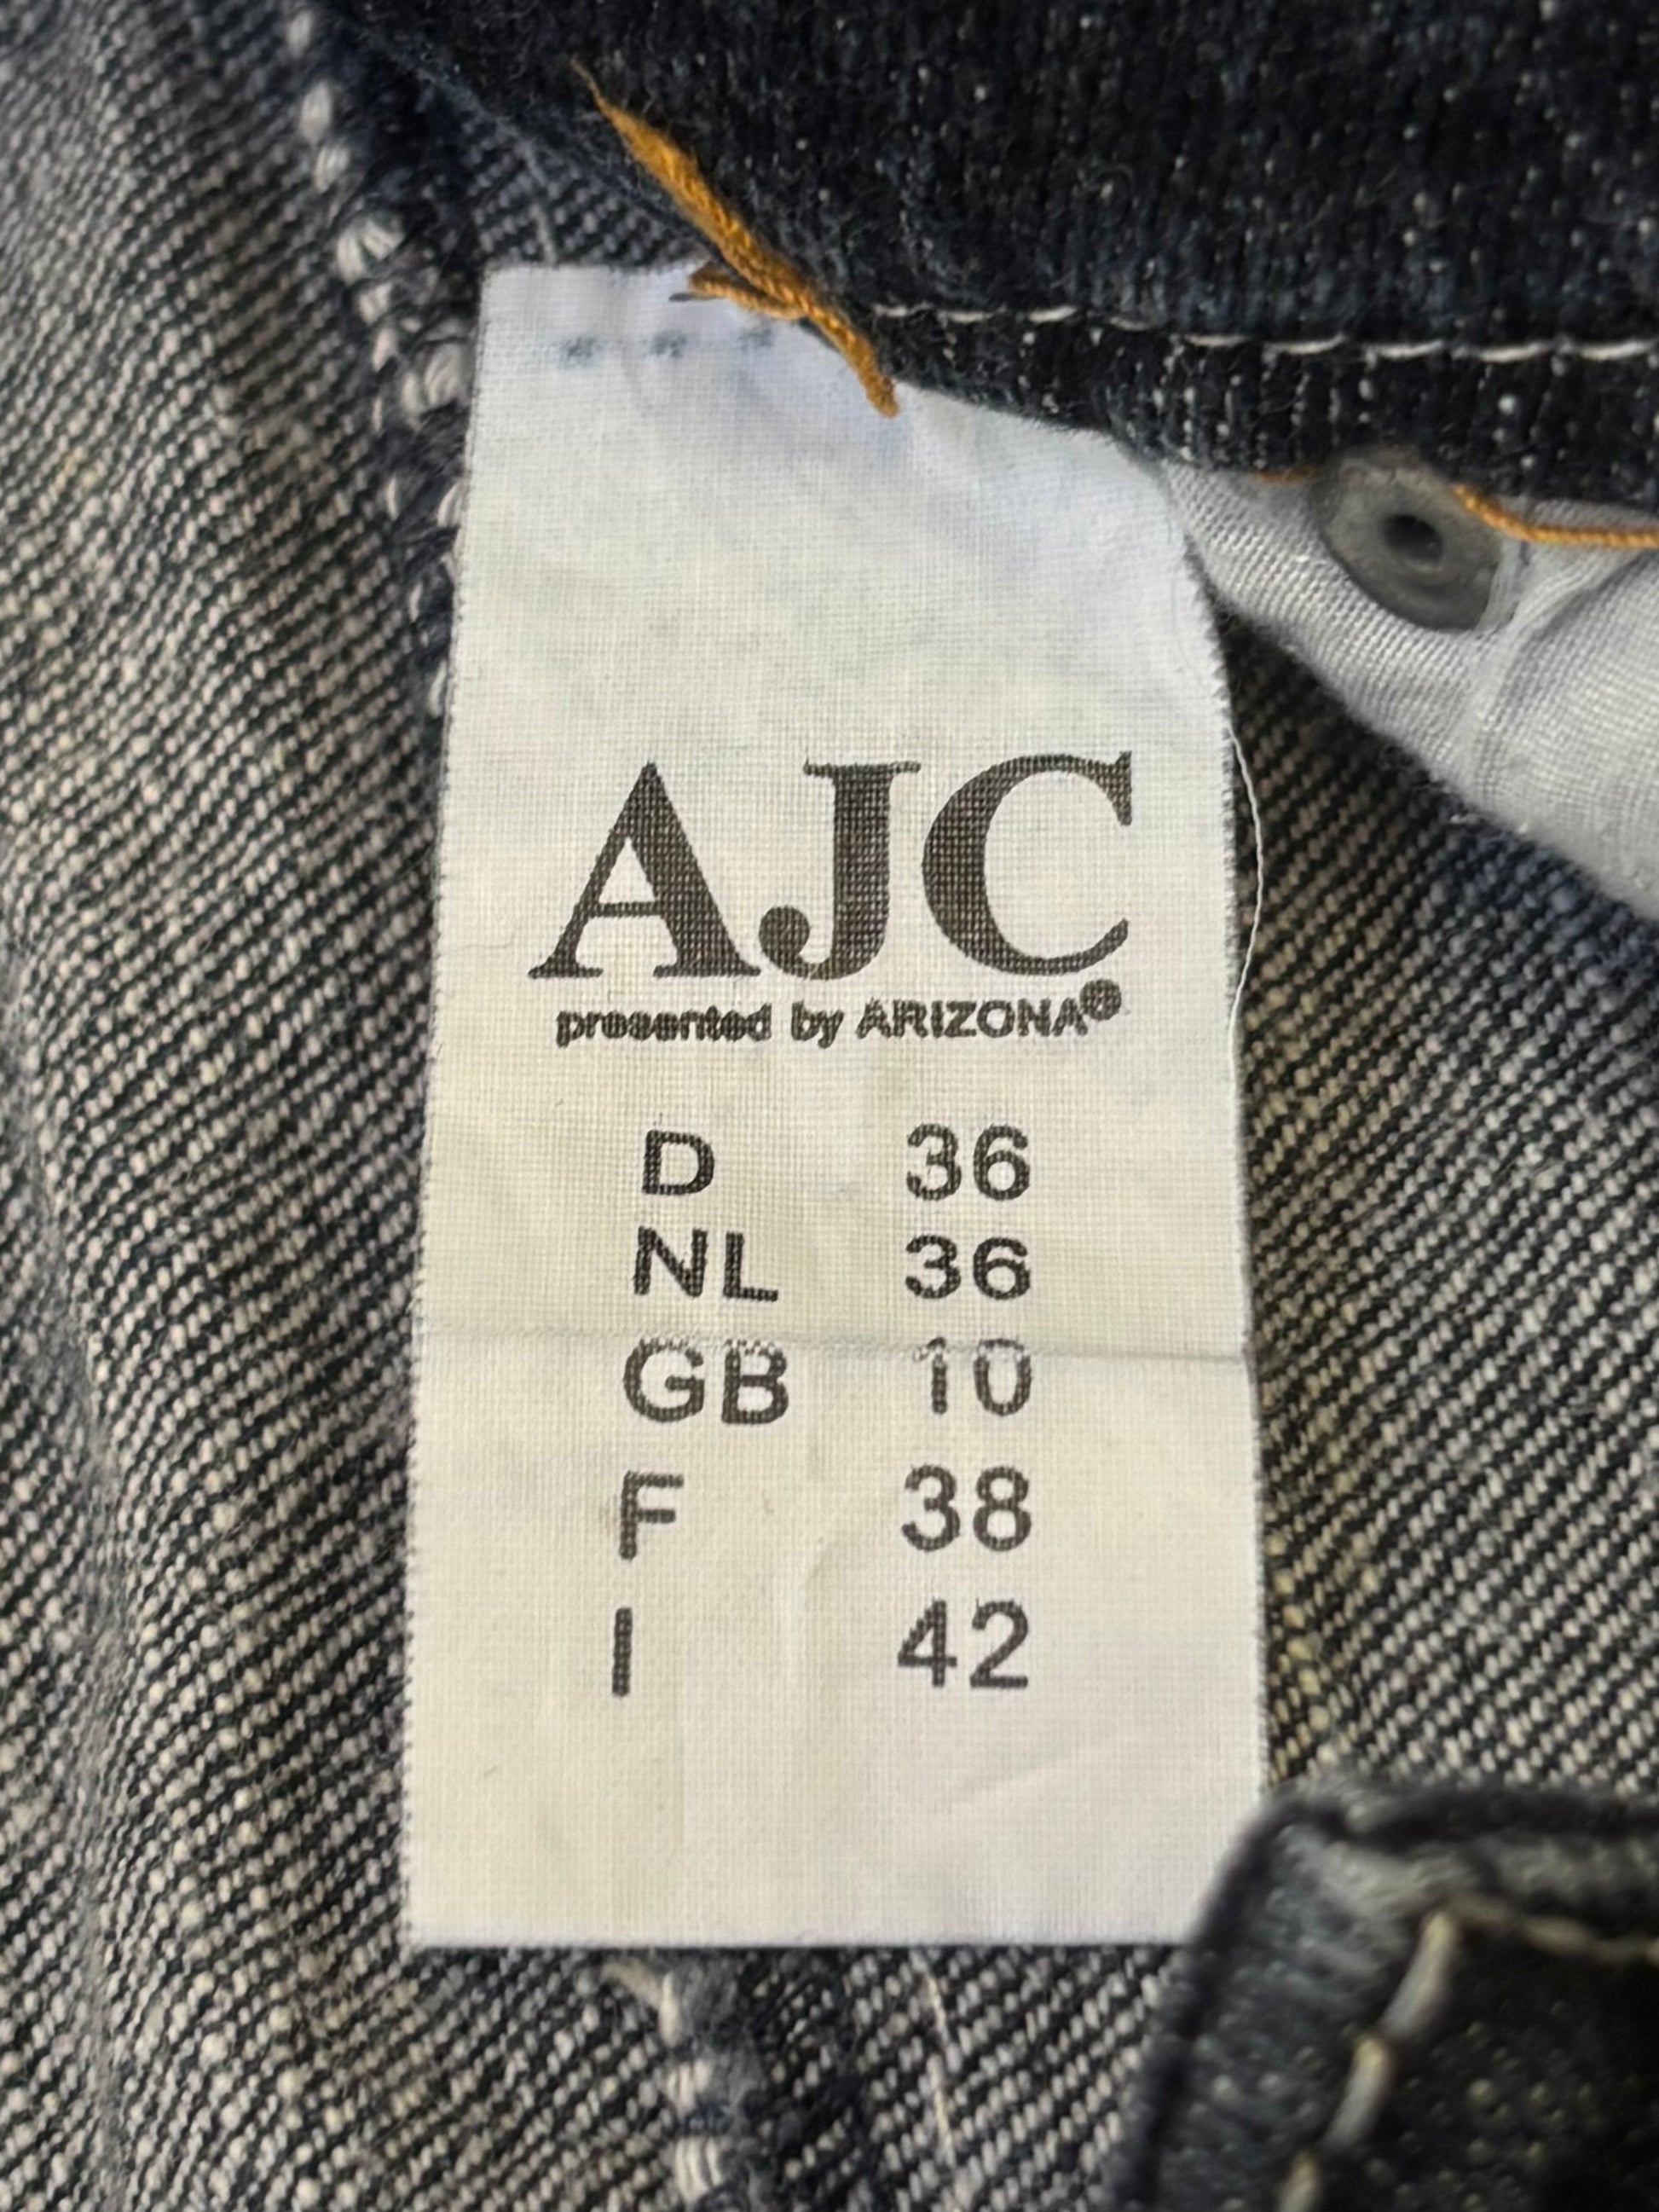 AJC
presented by ARIZONA®
D 36
NL 36
GB 10
F 38
I 42